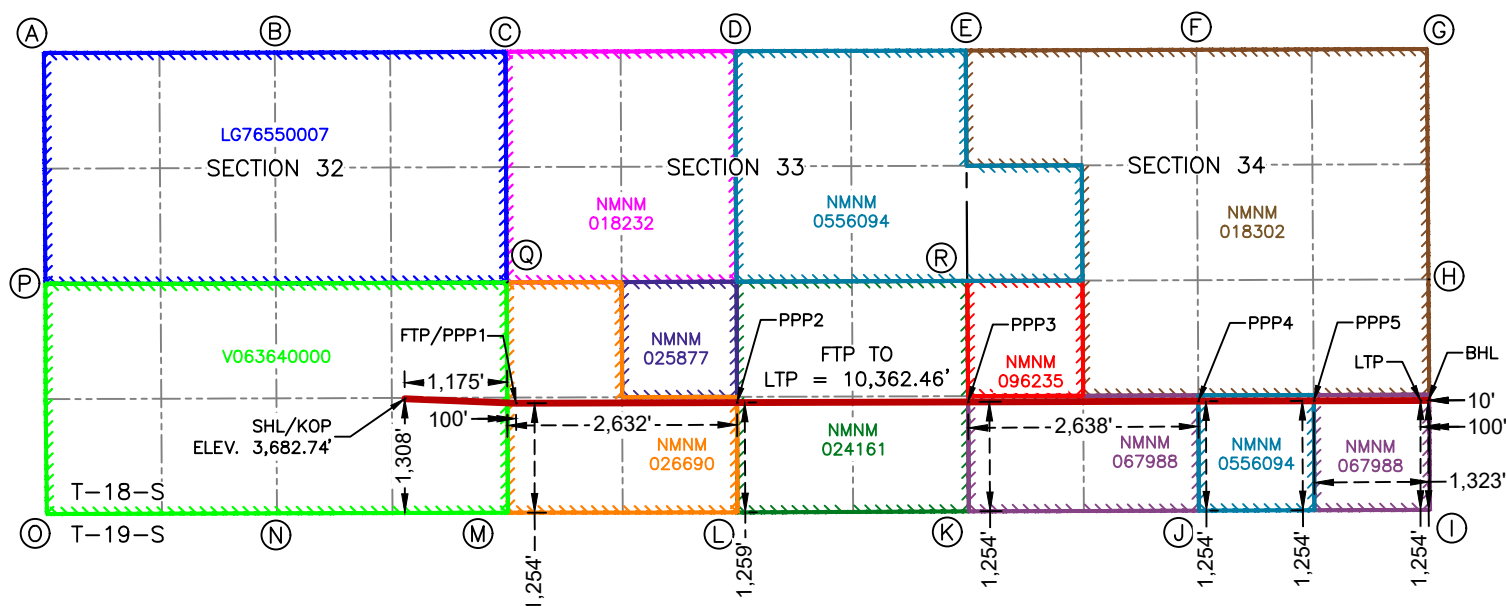 A
B
C
D
E
F
G
LG76550007
SECTION 32
SECTION 33
SECTION 34
NMNM
018232
NMNM
0556094
NMNM
018302
P
Q
R
H
FTP/PPP1
V063640000
NMNM
025877
PPP2
FTP TO
LTP = 10,362.46'
PPP3
NMNM
096235
PPP4
PPP5
LTP
BHL
1,175'
10'
100'
SHL/KOP
ELEV. 3,682.74'
1,308'
2,632'
NMNM
026690
NMNM
024161
2,638'
NMNM
067988
NMNM
0556094
NMNM
067988
100'
1,323'
T-18-S
T-19-S
O
N
M
L
K
J
I
1,254'
1,259'
1,254'
1,254'
1,254'
1,254'